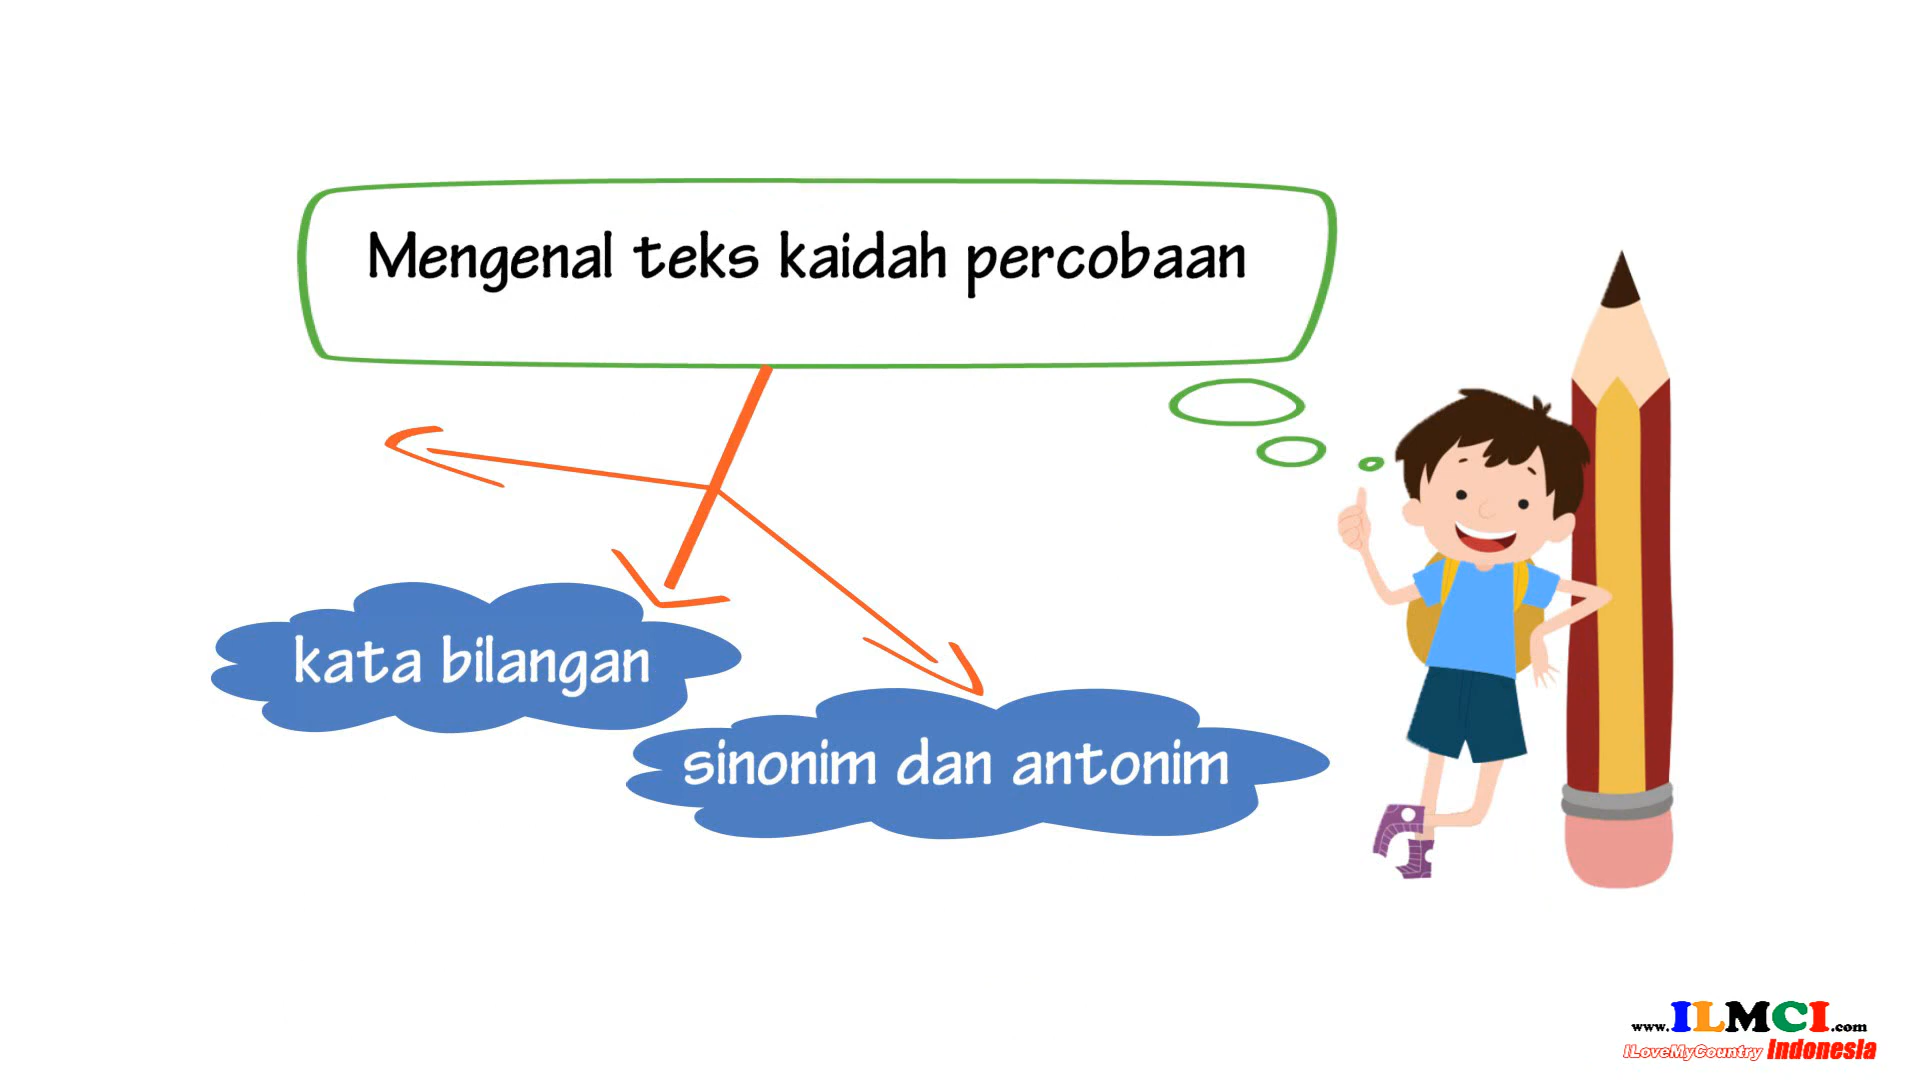 Mengenal teks kaidah percobaan
kata bilangan
sinonim dan antonim
www.ILMCI.com
ILoveMyCountry Indonesia